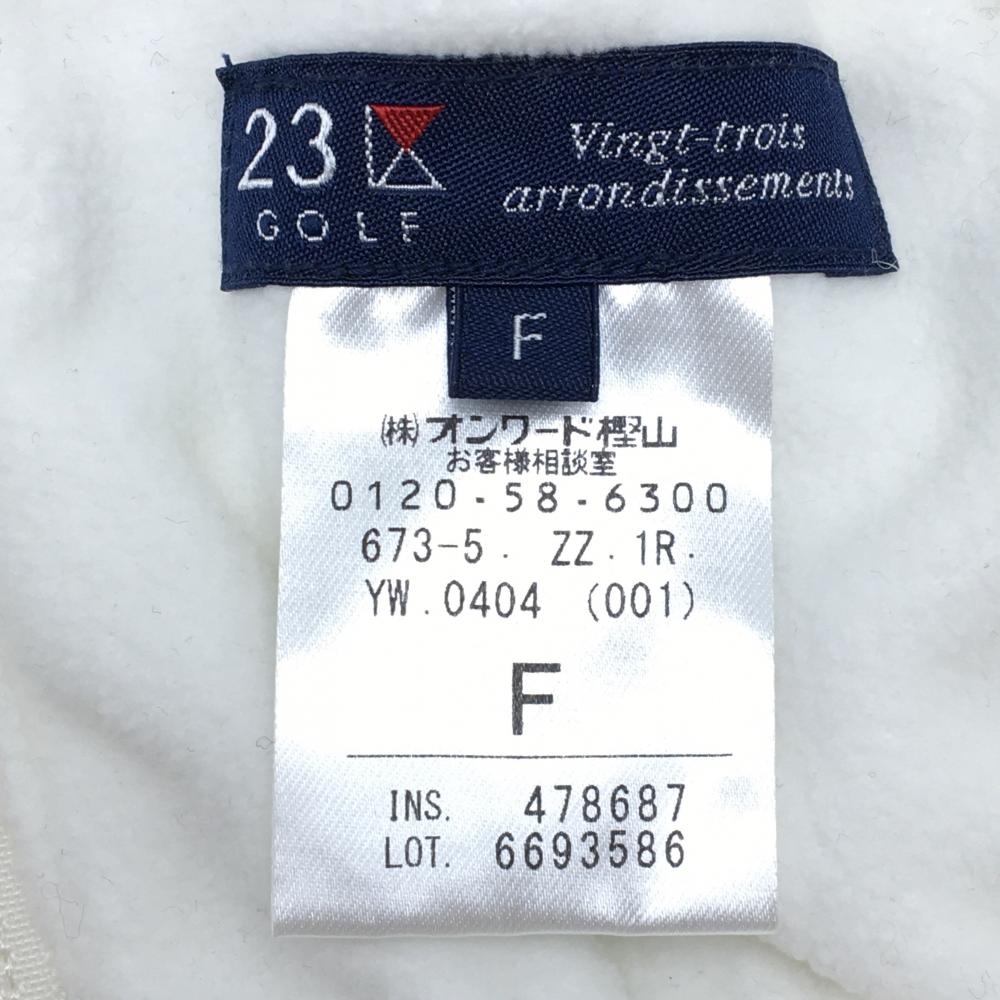 23
GOLF
Vingt-trois
arrondissements
F
㈱オンワード樫山
お客様相談室
0120-58-6300
673-5. ZZ.1R.
YW.0404 (001)
F
INS. 478687
LOT. 6693586